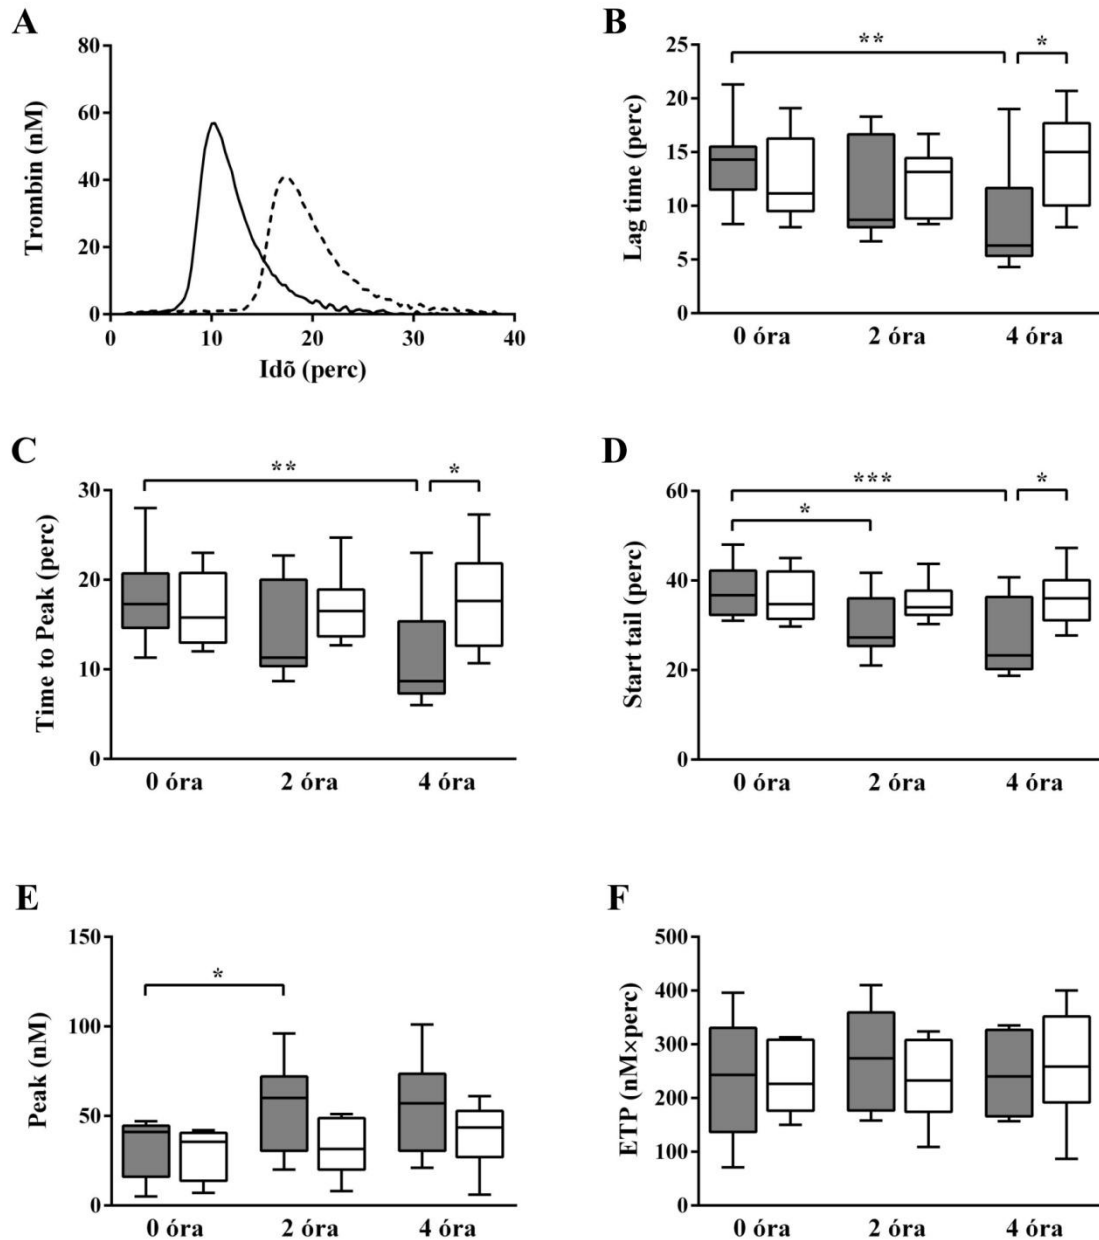 A
Trombin (nM)
80
60
40
20
0
0 10 20 30 40
Idõ (perc)
B
Lag time (perc)
25
20
15
10
5
0
** *
0 óra 2 óra 4 óra
C
Time to Peak (perc)
30
20
10
0
** *
0 óra 2 óra 4 óra
D
Start tail (perc)
60
40
20
0
*** *
*
0 óra 2 óra 4 óra
E
Peak (nM)
150
100
50
0
*
0 óra 2 óra 4 óra
F
ETP (nM×perc)
500
400
300
200
100
0
0 óra 2 óra 4 óra